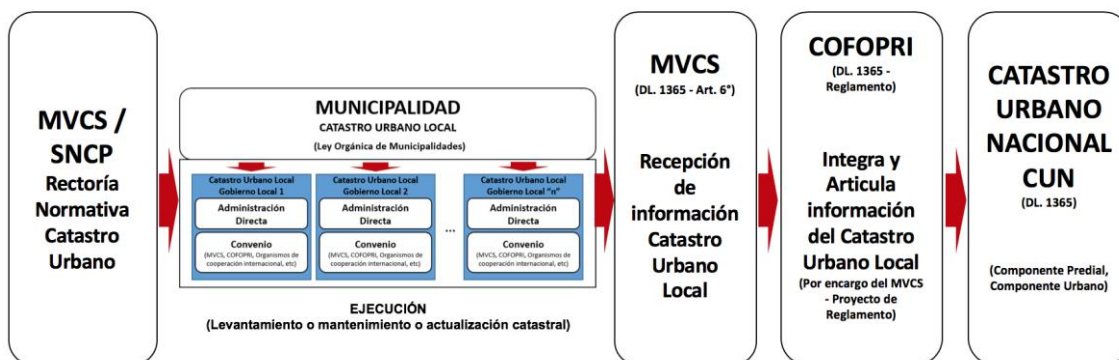 MVCS /
SNCP
Rectoría
Normativa
Catastro
Urbano
MUNICIPALIDAD
CATASTRO URBANO LOCAL
(Ley Orgánica de Municipalidades)
Catastro Urbano Local
Gobierno Local 1
Administración
Directa
Convenio
(MVCS, COFOPRI, Organismos de
cooperación internacional, etc)
Catastro Urbano Local
Gobierno Local 2
Administración
Directa
Convenio
(MVCS, COFOPRI, Organismos de
cooperación internacional, etc)
...
Catastro Urbano Local
Gobierno Local "n"
Administración
Directa
Convenio
(MVCS, COFOPRI, Organismos de
cooperación internacional, etc)
EJECUCIÓN
(Levantamiento o mantenimiento o actualización catastral)
MVCS
(DL. 1365 - Art. 6°)
Recepción
de
información
Catastro
Urbano
Local
COFOPRI
(DL. 1365 -
Reglamento)
Integra y
Articula
información
del Catastro
Urbano Local
(Por encargo del MVCS
- Proyecto de
Reglamento)
CATASTRO
URBANO
NACIONAL
CUN
(DL. 1365)
(Componente Predial,
Componente Urbano)